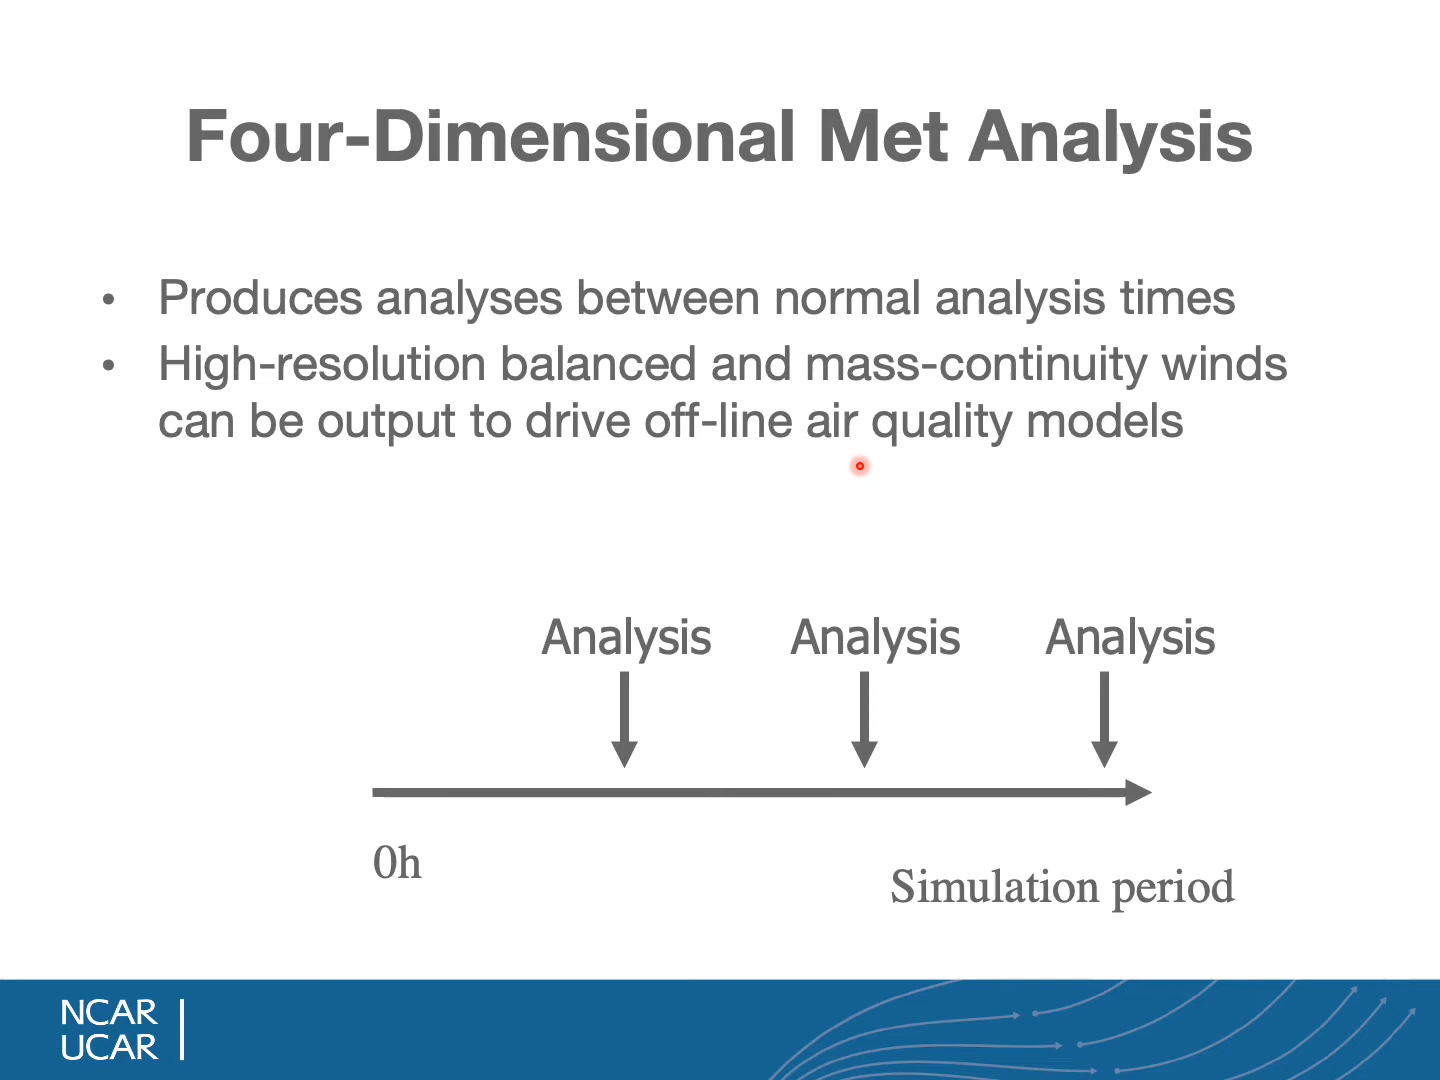 Four-Dimensional Met Analysis
• Produces analyses between normal analysis times
• High-resolution balanced and mass-continuity winds
can be output to drive off-line air quality models
Analysis Analysis Analysis
0h
Simulation period
NCAR
UCAR